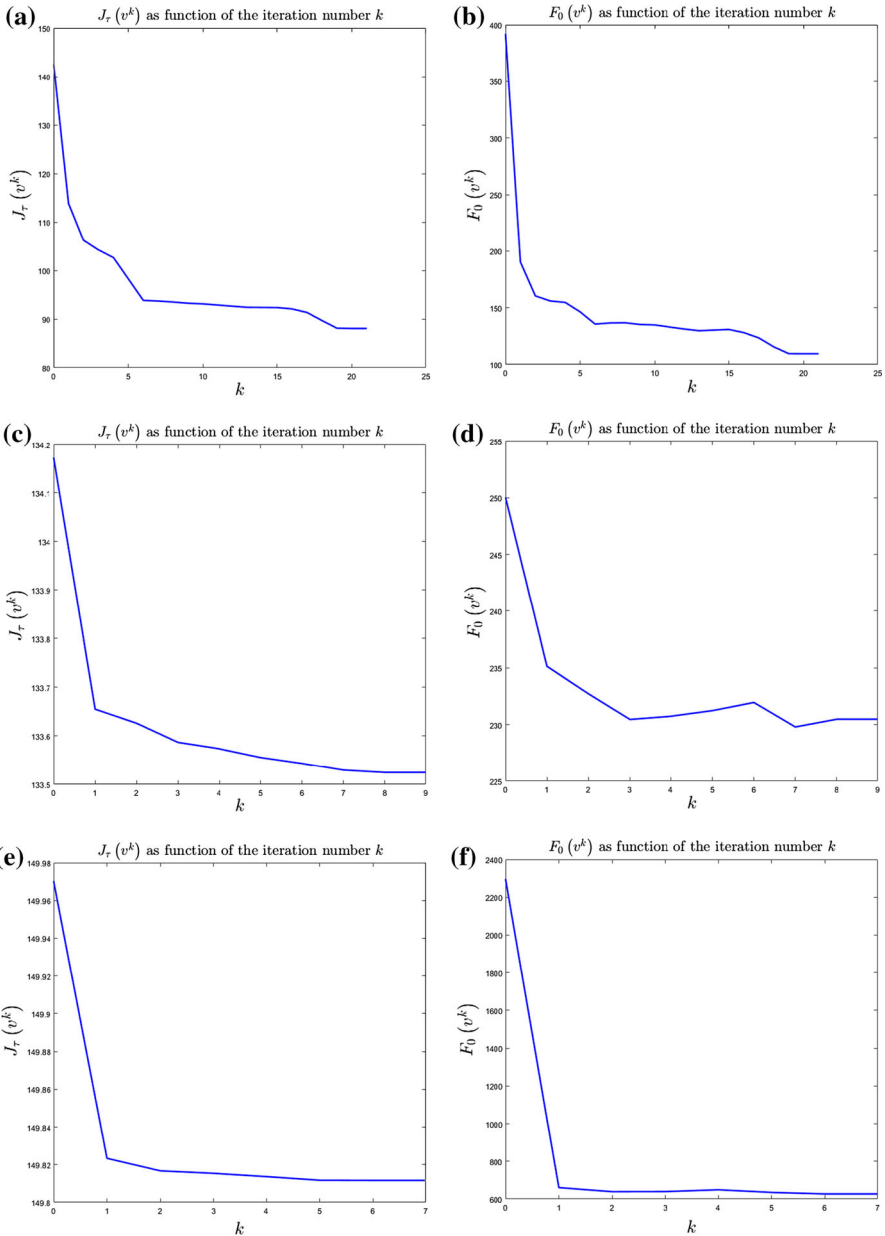 (a)
J_τ (v^k) as function of the iteration number k
150
140
130
120
110
100
90
80
0 5 10 15 20 25
J_τ (v^k)
k
(b)
F_0 (v^k) as function of the iteration number k
400
350
300
250
200
150
100
0 5 10 15 20 25
F_0 (v^k)
k
(c)
J_τ (v^k) as function of the iteration number k
134.2
134.1
134
133.9
133.8
133.7
133.6
133.5
0 1 2 3 4 5 6 7 8 9
J_τ (v^k)
k
(d)
F_0 (v^k) as function of the iteration number k
255
250
245
240
235
230
225
0 1 2 3 4 5 6 7 8 9
F_0 (v^k)
k
(e)
J_τ (v^k) as function of the iteration number k
149.98
149.96
149.94
149.92
149.9
149.88
149.86
149.84
149.82
149.8
0 1 2 3 4 5 6 7
J_τ (v^k)
k
(f)
F_0 (v^k) as function of the iteration number k
2400
2200
2000
1800
1600
1400
1200
1000
800
600
0 1 2 3 4 5 6 7
F_0 (v^k)
k